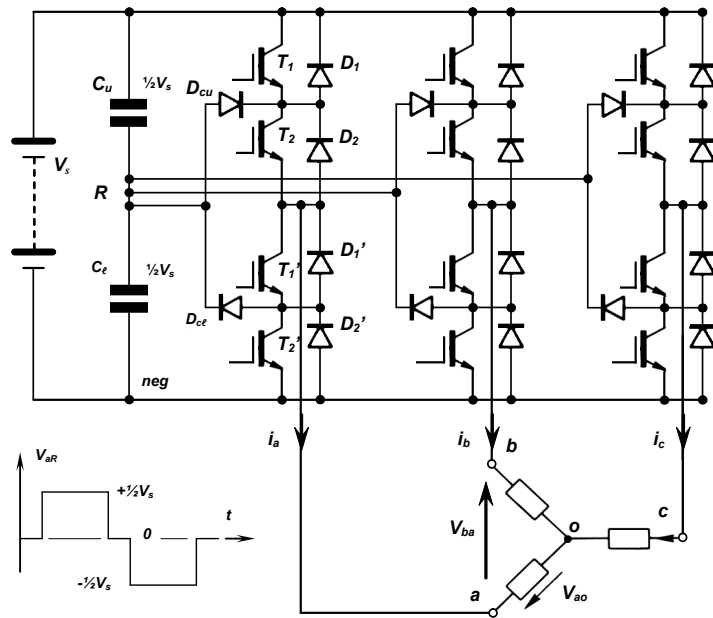 C_u ½V_s
D_cu
T_1
D_1
T_2
D_2
V_s
R
C_ℓ ½V_s
D_cℓ
T_1'
D_1'
T_2'
D_2'
neg
i_a
i_b
b
i_c
V_aR
+½V_s
0
t
-½V_s
V_ba
o
c
a
V_ao